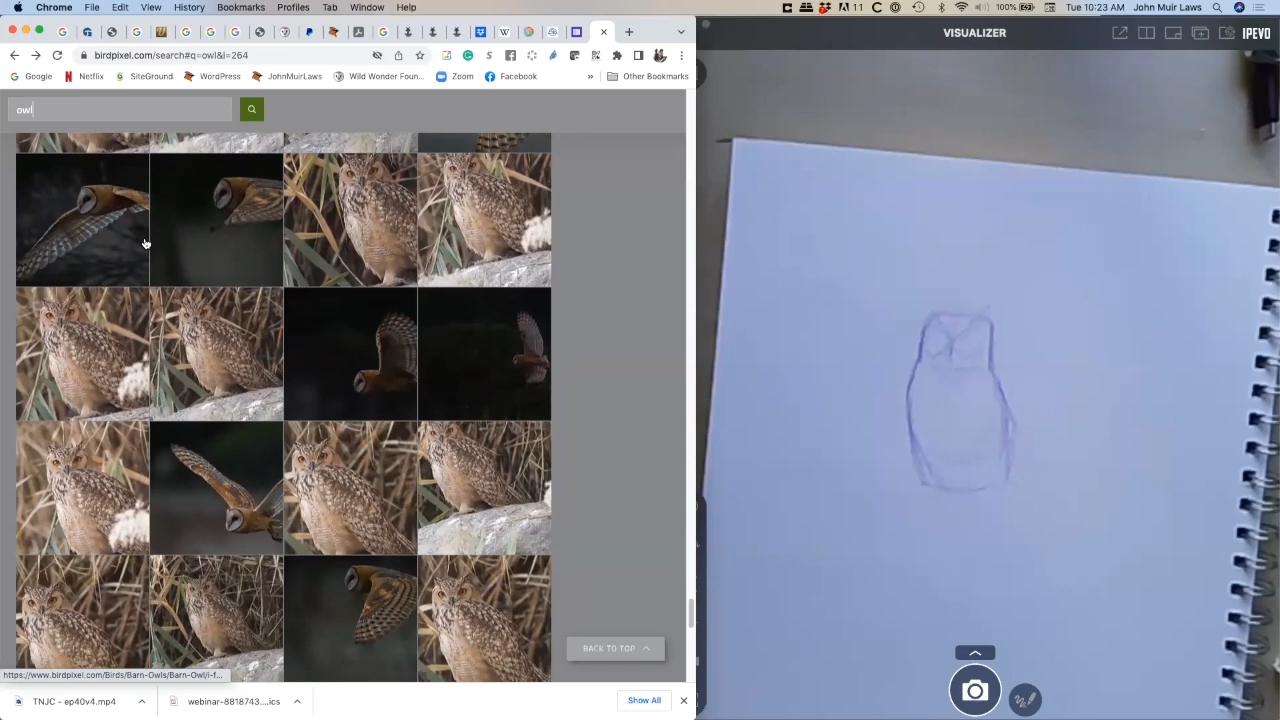 Chrome File Edit View History Bookmarks Profiles Tab Window Help
11 100% Tue 10:23 AM John Muir Laws
birdpixel.com/search#q=owl&i=264
Google Netflix SiteGround WordPress JohnMuirLaws Wild Wonder Foun... Zoom Facebook » Other Bookmarks
VISUALIZER
IPEVO
owl
BACK TO TOP
https://www.birdpixel.com/Birds/Barn-Owls/Barn-Owl/i-f...
TNJC - ep40v4.mp4
webinar-8818743....ics
Show All